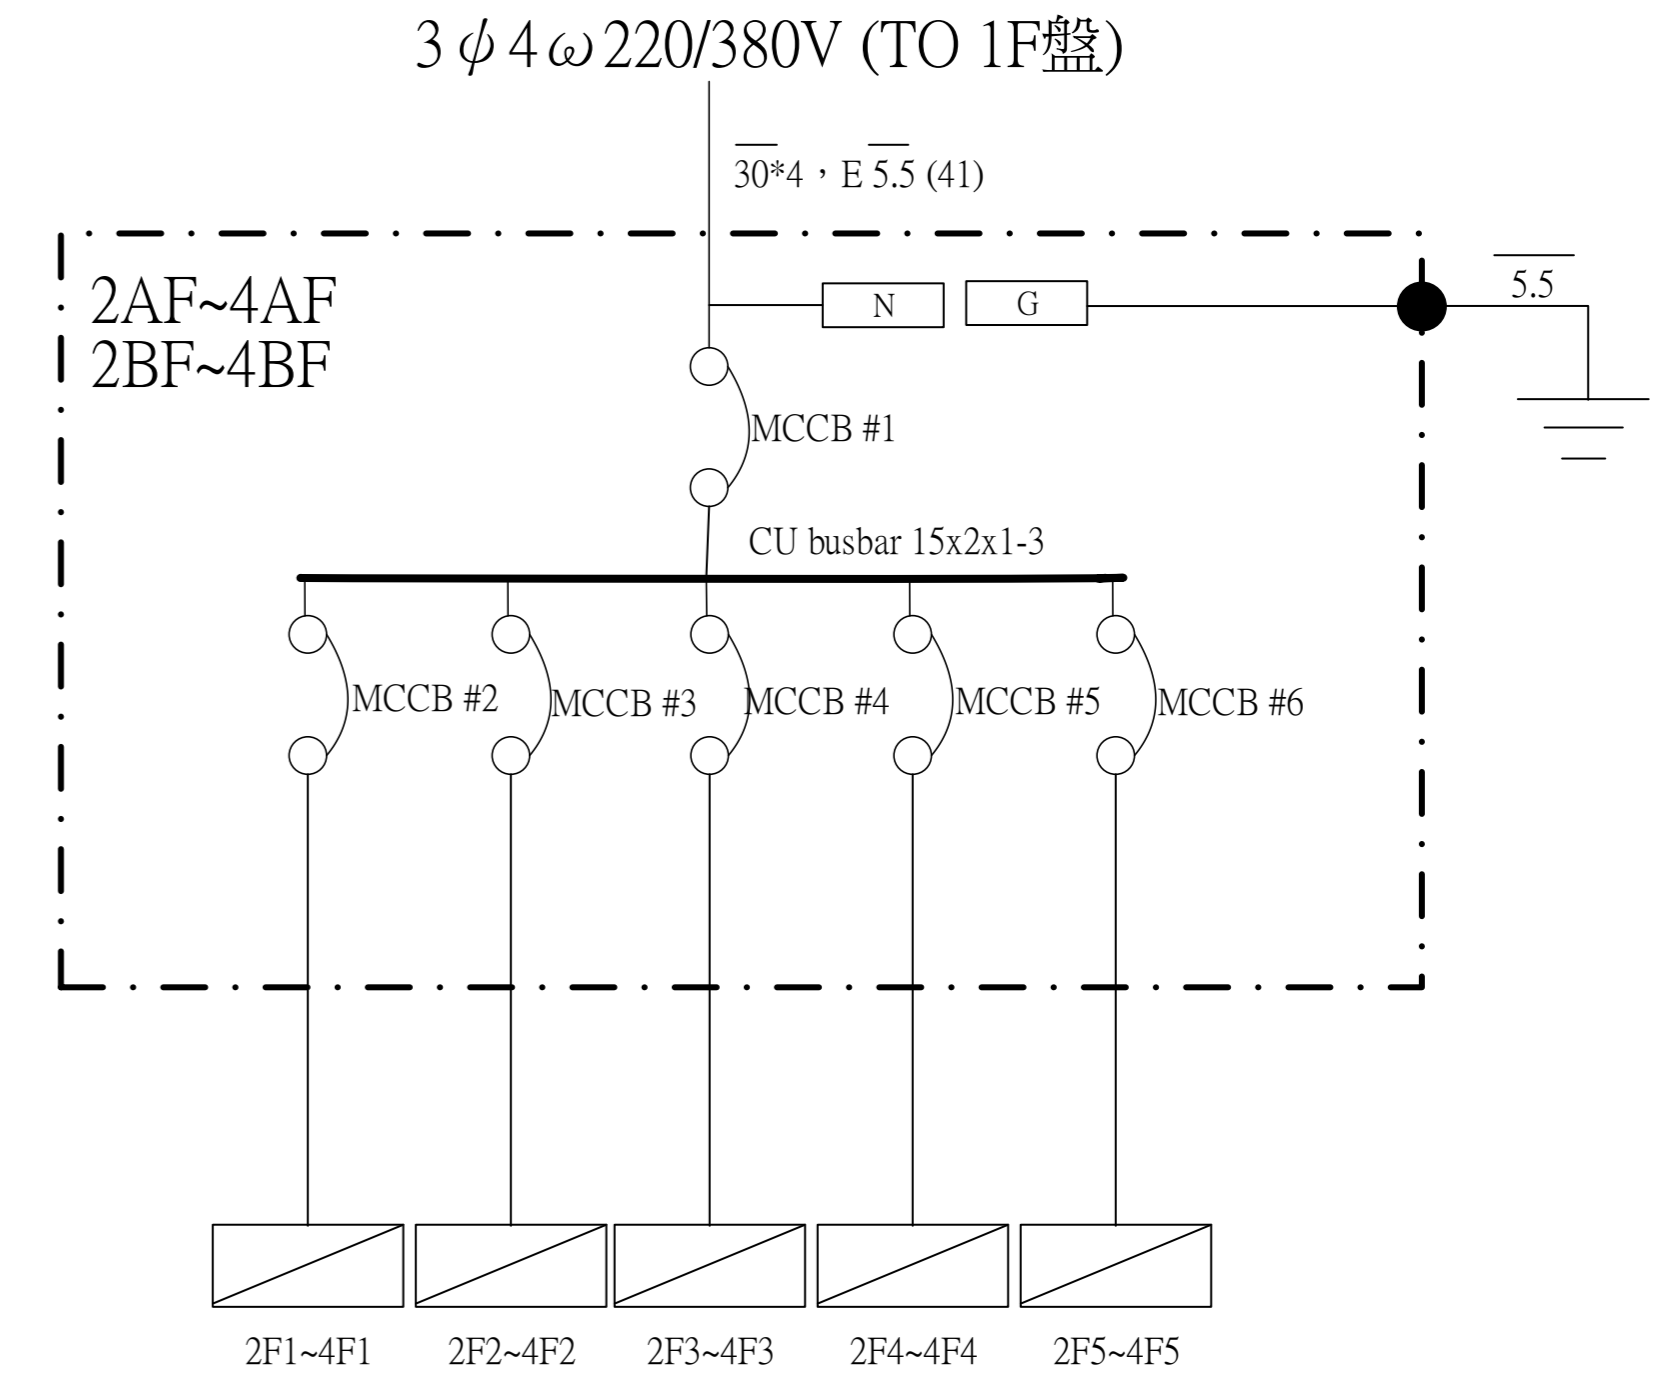 3ψ4ω220/380V (TO 1F盤)
30*4，E 5.5 (41)
5.5
2AF~4AF
2BF~4BF
N
G
MCCB #1
CU busbar 15x2x1-3
MCCB #2
MCCB #3
MCCB #4
MCCB #5
MCCB #6
2F1~4F1
2F2~4F2
2F3~4F3
2F4~4F4
2F5~4F5